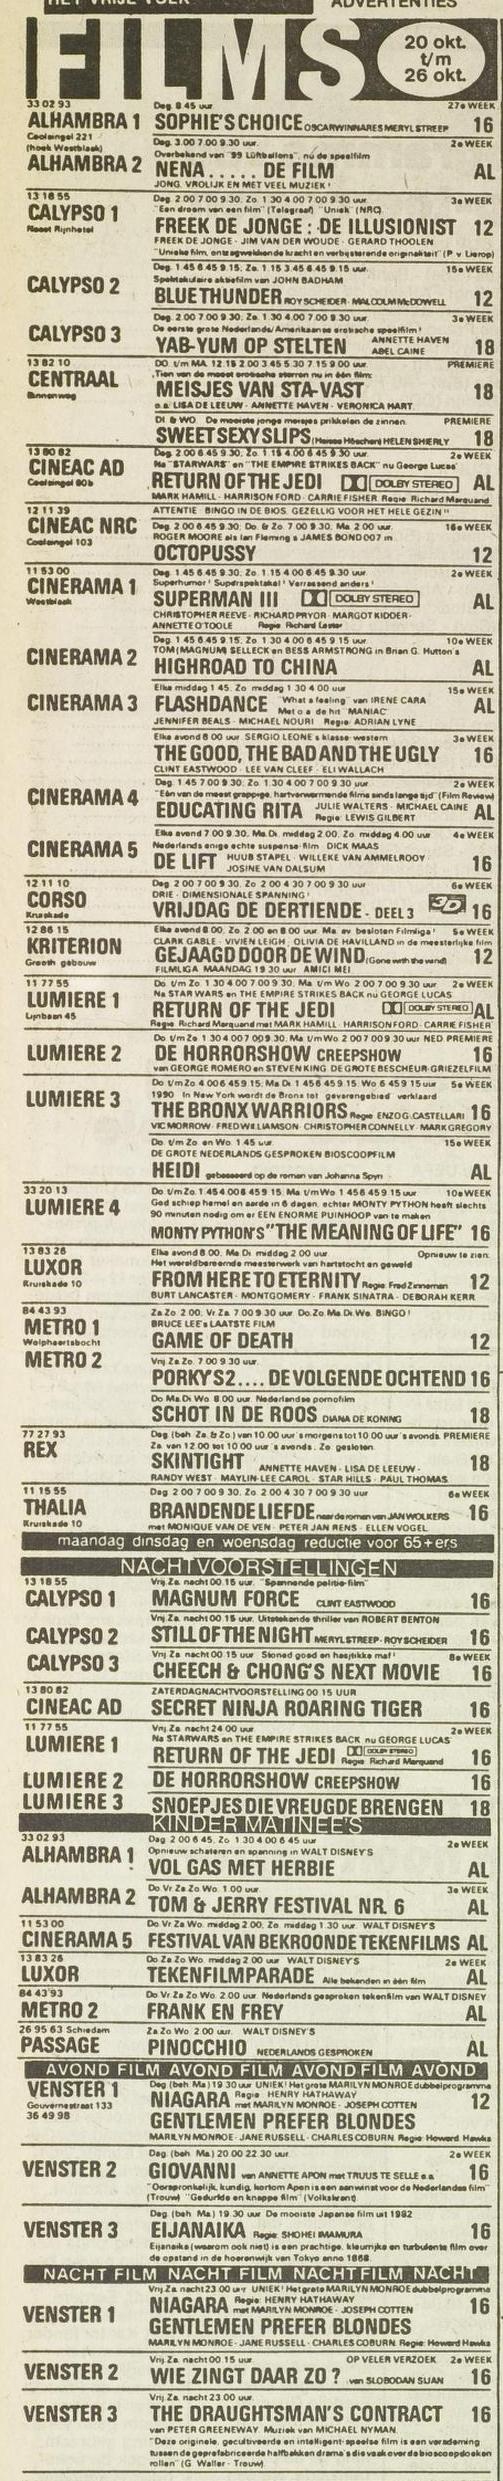 HET VRIJE VOLK
ADVERTENTIES
FILMS
20 okt.
t/m
26 okt.
33 02 93
Dag. 8.45 uur
27e WEEK
ALHAMBRA 1
SOPHIE'S CHOICE OSCARWINNARES MERYL STREEP
16
Coolsingel 221
(hoek Westblaak)
Dag. 3.00 7.00 9.30 uur.
2e WEEK
Overbekend van "99 Lüftballons", nu de speelfilm
ALHAMBRA 2
NENA..... DE FILM
AL
JONG, VROLIJK EN MET VEEL MUZIEK!
13 18 55
Dag. 2.00 7.00 9.30. Zo. 1.30 4.00 7.00 9.30 uur.
3e WEEK
"Een droom van een film" (Telegraaf) "Uniek" (NRC)
CALYPSO 1
FREEK DE JONGE: DE ILLUSIONIST
12
Naast Rijnhotel
FREEK DE JONGE - JIM VAN DER WOUDE - GERARD THOOLEN
"Unieke film, ontzagwekkende kracht en verbijsterende originaliteit" (P. v. Lierop)
Dag. 1.45 6.45 9.15. Zo. 1.15 3.45 6.45 9.15 uur.
15e WEEK
Spektakulaire aktiefilm van JOHN BADHAM
CALYPSO 2
BLUE THUNDER ROY SCHEIDER - MALCOLM McDOWELL
12
Dag. 2.00 7.00 9.30. Zo. 1.30 4.00 7.00 9.30 uur.
3e WEEK
De eerste grote Nederlands/Amerikaanse erotische speelfilm!
CALYPSO 3
YAB-YUM OP STELTEN
ANNETTE HAVEN
ABEL CAINE
18
13 82 10
DO. t/m MA. 12.15 2.00 3.45 5.30 7.15 9.00 uur.
PREMIERE
CENTRAAL
Tien van de meest erotische sterren nu in één film:
Binnenweg
MEISJES VAN STA-VAST
18
o.a. LISA DE LEEUW - ANNETTE HAVEN - VERONICA HART
DI. & WO. De mooiste jonge meisjes prikkelen de zinnen.
PREMIERE
SWEET SEXY SLIPS HELEN SHIERLY
18
13 80 82
Dag. 2.00 6.45 9.30. Zo. 1.15 4.00 6.45 9.30 uur.
2e WEEK
Na "STARWARS" en "THE EMPIRE STRIKES BACK" nu George Lucas'
CINEAC AD
RETURN OF THE JEDI DOLBY STEREO
AL
Coolsingel 80b
MARK HAMILL - HARRISON FORD - CARRIE FISHER Regie Richard Marquand
12 11 39
ATTENTIE BINGO IN DE BIOS. GEZELLIG VOOR HET HELE GEZIN!!
CINEAC NRC
Dag. 2.00 6.45 9.30. Do. & Zo. 7.00 9.30. Ma. 2.00 uur.
16e WEEK
Coolsingel 103
ROGER MOORE als Ian Fleming's JAMES BOND 007 in
OCTOPUSSY
12
11 53 00
Dag. 1.45 6.45 9.30. Zo. 1.15 4.00 6.45 9.30 uur.
2e WEEK
Superhumor! Superspektakel! Verrassend anders!
CINERAMA 1
SUPERMAN III DOLBY STEREO
AL
Westblaak
CHRISTOPHER REEVE - RICHARD PRYOR - MARGOT KIDDER -
ANNETTE O'TOOLE Regie Richard Lester
Dag. 1.45 6.45 9.15. Zo. 1.30 4.00 6.45 9.15 uur.
10e WEEK
TOM (MAGNUM) SELLECK en BESS ARMSTRONG in Brian G. Hutton's
CINERAMA 2
HIGHROAD TO CHINA
AL
Elke middag 1.45. Zo. middag 1.30 4.00 uur
15e WEEK
CINERAMA 3
FLASHDANCE
"What a feeling" van IRENE CARA
Met o.a. de hit "MANIAC"
AL
JENNIFER BEALS - MICHAEL NOURI Regie ADRIAN LYNE
Elke avond 8.00 uur. SERGIO LEONE's klasse-western
3e WEEK
THE GOOD, THE BAD AND THE UGLY
16
CLINT EASTWOOD - LEE VAN CLEEF - ELI WALLACH
Dag. 1.45 7.00 9.30. Zo. 1.30 4.00 7.00 9.30 uur.
2e WEEK
"Eén van de meest grappige, hartverwarmende films sinds lange tijd" (Film Review)
CINERAMA 4
EDUCATING RITA
JULIE WALTERS - MICHAEL CAINE
Regie: LEWIS GILBERT
AL
Elke avond 7.00 9.30. Ma. Di. middag 2.00. Zo. middag 4.00 uur.
4e WEEK
Nederlands enige echte suspense-film DICK MAAS
CINERAMA 5
DE LIFT
HUUB STAPEL - WILLEKE VAN AMMELROOY
JOSINE VAN DALSUM
16
12 11 10
Dag. 2.00 7.00 9.30. Zo. 2.00 4.30 7.00 9.30 uur.
6e WEEK
DRIE-DIMENSIONALE SPANNING!
CORSO
VRIJDAG DE DERTIENDE - DEEL 3 3D
16
Kruiskade
12 86 15
Elke avond 8.00. Zo. 2.00 en 8.00 uur. Ma. av. besloten Filmliga!
5e WEEK
CLARK GABLE - VIVIEN LEIGH, OLIVIA DE HAVILLAND in de meesterlijke film
KRITERION
GEJAAGD DOOR DE WIND (Gone with the wind)
12
Grooth. gebouw
FILMLIGA MAANDAG 19.30 uur AMICI MEI
11 77 55
Do. t/m Zo. 1.30 4.00 7.00 9.30. Ma. t/m Wo. 2.00 7.00 9.30 uur.
2e WEEK
Na STAR WARS en THE EMPIRE STRIKES BACK nu GEORGE LUCAS'
LUMIERE 1
RETURN OF THE JEDI DOLBY STEREO
AL
Lijnbaan 45
Regie. Richard Marquand met MARK HAMILL - HARRISON FORD - CARRIE FISHER
Do. t/m Zo. 1.30 4.00 7.00 9.30. Ma. t/m Wo. 2.00 7.00 9.30 uur. NED. PREMIERE
LUMIERE 2
DE HORRORSHOW CREEPSHOW
16
van GEORGE ROMERO en STEVEN KING. DE GROTE BESCHEUR-GRIEZELFILM
Do. t/m Zo. 4.00 6.45 9.15. Ma. Di. 1.45 6.45 9.15. Wo. 6.45 9.15 uur
5e WEEK
1990. In New York wordt de Bronx tot "gevarengebied" verklaard
LUMIERE 3
THE BRONX WARRIORS Regie ENZO G. CASTELLARI
16
VIC MORROW - FRED WILLIAMSON - CHRISTOPHER CONNELLY - MARK GREGORY
Do. t/m Zo. en Wo. 1.45 uur.
15e WEEK
DE GROTE NEDERLANDS GESPROKEN BIOSCOOPFILM
HEIDI gebaseerd op de roman van Johanna Spyri
AL
33 20 13
Do. t/m Zo. 1.45 4.00 6.45 9.15. Ma. t/m Wo. 1.45 6.45 9.15 uur
10e WEEK
God schiep hemel en aarde in 6 dagen, echter MONTY PYTHON heeft slechts
90 minuten nodig om er EEN ENORME PUINHOOP van te maken
LUMIERE 4
MONTY PYTHON'S "THE MEANING OF LIFE"
16
13 83 26
Elke avond 8.00. Ma. Di. middag 2.00 uur.
Opnieuw te zien:
Het wereldberoemde meesterwerk van hartstocht en geweld
LUXOR
FROM HERE TO ETERNITY Regie: Fred Zinneman
12
Kruiskade 10
BURT LANCASTER - MONTGOMERY - FRANK SINATRA - DEBORAH KERR
84 43 93
Za. Zo. 2.00. Vr. Za. 7.00 9.30 uur. Do. Zo. Ma. Di. Wo. BINGO!
BRUCE LEE's LAATSTE FILM
METRO 1
GAME OF DEATH
12
Wolphaertsbocht
METRO 2
Vrij. Za. Zo. 7.00 9.30 uur.
PORKY S 2.... DE VOLGENDE OCHTEND
16
Do. Ma. Di. Wo. 8.00 uur. Nederlandse pornofilm
SCHOT IN DE ROOS DIANA DE KONING
18
77 27 93
Dag. (beh. Za. & Zo.) van 10.00 uur 's morgens tot 10.00 uur 's avonds. PREMIERE
REX
Za. van 12.00 tot 10.00 uur 's avonds. Zo. gesloten.
SKINTIGHT ANNETTE HAVEN - LISA DE LEEUW -
18
RANDY WEST - MAYLIN-LEE CAROL - STAR HILLS - PAUL THOMAS
11 15 55
Dag. 2.00 7.00 9.30. Zo. 2.00 4.30 7.00 9.30 uur
6e WEEK
THALIA
BRANDENDE LIEFDE naar de roman van JAN WOLKERS
16
Kruiskade 10
met MONIQUE VAN DE VEN - PETER JAN RENS - ELLEN VOGEL
maandag dinsdag en woensdag reductie voor 65+ers
NACHTVOORSTELLINGEN
13 18 55
Vrij. Za. nacht 00.15 uur. "Spannende politie-film"
CALYPSO 1
MAGNUM FORCE CLINT EASTWOOD
16
Vrij. Za. nacht 00.15 uur. Uitstekende thriller van ROBERT BENTON
CALYPSO 2
STILL OF THE NIGHT MERYL STREEP - ROY SCHEIDER
16
Vrij. Za. nacht 00.15 uur. Stoned goed en hasjtikke maf!
8e WEEK
CALYPSO 3
CHEECH & CHONG'S NEXT MOVIE
16
13 80 82
ZATERDAGNACHTVOORSTELLING 00.15 UUR
CINEAC AD
SECRET NINJA ROARING TIGER
16
11 77 55
Vrij. Za. nacht 24.00 uur
2e WEEK
Na STARWARS en THE EMPIRE STRIKES BACK nu GEORGE LUCAS'
LUMIERE 1
RETURN OF THE JEDI DOLBY STEREO
Regie Richard Marquand
16
LUMIERE 2
DE HORRORSHOW CREEPSHOW
16
LUMIERE 3
SNOEPJES DIE VREUGDE BRENGEN
18
KINDER MATINEE'S
33 02 93
Dag. 2.00 6.45. Zo. 1.30 4.00 6.45 uur
2e WEEK
Opnieuw schateren en spanning in WALT DISNEY'S
ALHAMBRA 1
VOL GAS MET HERBIE
AL
Do. Vr. Za. Wo. 1.00 uur.
3e WEEK
ALHAMBRA 2
TOM & JERRY FESTIVAL NR. 6
AL
11 53 00
Do. Vr. Za. Wo. middag 2.00. Zo. middag 1.30 uur. WALT DISNEY'S
CINERAMA 5
FESTIVAL VAN BEKROONDE TEKENFILMS
AL
13 83 26
Do. Za. Zo. Wo. middag 2.00 uur. WALT DISNEY'S
2e WEEK
LUXOR
TEKENFILMPARADE Alle bekenden in één film
AL
84 43 93
Do. Vr. Za. Zo. Wo. 2.00 uur. Nederlands gesproken tekenfilm van WALT DISNEY
METRO 2
FRANK EN FREY
AL
26 95 63 Schiedam
Za. Zo. Wo. 2.00 uur. WALT DISNEY'S
PASSAGE
PINOCCHIO NEDERLANDS GESPROKEN
AL
AVOND FILM AVOND FILM AVOND FILM AVOND
Dag. (beh. Ma.) 19.30 uur. UNIEK! Het grote MARILYN MONROE dubbelprogramma
VENSTER 1
NIAGARA
Regie: HENRY HATHAWAY
met MARILYN MONROE - JOSEPH COTTEN
12
Gouvernestraat 133
36 49 98
GENTLEMEN PREFER BLONDES
MARILYN MONROE - JANE RUSSELL - CHARLES COBURN. Regie: Howard Hawks
Dag. (beh. Ma.) 20.00 22.30 uur.
2e WEEK
VENSTER 2
GIOVANNI van ANNETTE APON met TRUUS TE SELLE e.a.
16
"Oorspronkelijk, kundig, kortom Apon is een aanwinst voor de Nederlandse film"
(Trouw) "Gedurfde en knappe film" (Volkskrant).
Dag. (beh. Ma.) 19.30 uur. De mooiste Japanse film uit 1982
VENSTER 3
EIJANAIKA Regie: SHOHEI IMAMURA
16
Eijanaika (waarom ook niet) is een prachtige, kleurrijke en turbulente film over
de opstand in de hoerenwijk van Tokyo anno 1868.
NACHT FILM NACHT FILM NACHT FILM NACHT
Vrij. Za. nacht 23.00 uur. UNIEK! Het grote MARILYN MONROE dubbelprogramma
VENSTER 1
NIAGARA
Regie: HENRY HATHAWAY
met MARILYN MONROE - JOSEPH COTTEN
16
GENTLEMEN PREFER BLONDES
MARILYN MONROE - JANE RUSSELL - CHARLES COBURN. Regie: Howard Hawks
Vrij. Za. nacht 00.15 uur.
OP VELER VERZOEK 2e WEEK
VENSTER 2
WIE ZINGT DAAR ZO? van SLOBODAN SIJAN
16
Vrij. Za. nacht 23.00 uur.
VENSTER 3
THE DRAUGHTSMAN'S CONTRACT
16
van PETER GREENEWAY. Muziek van MICHAEL NYMAN.
"Deze originele, gecultiveerde en intelligent-speelse film is een verademing
tussen de geprefabriceerde halfbakken drama's die vaak over de bioscoopdoeken
rollen" (G. Waller - Trouw).